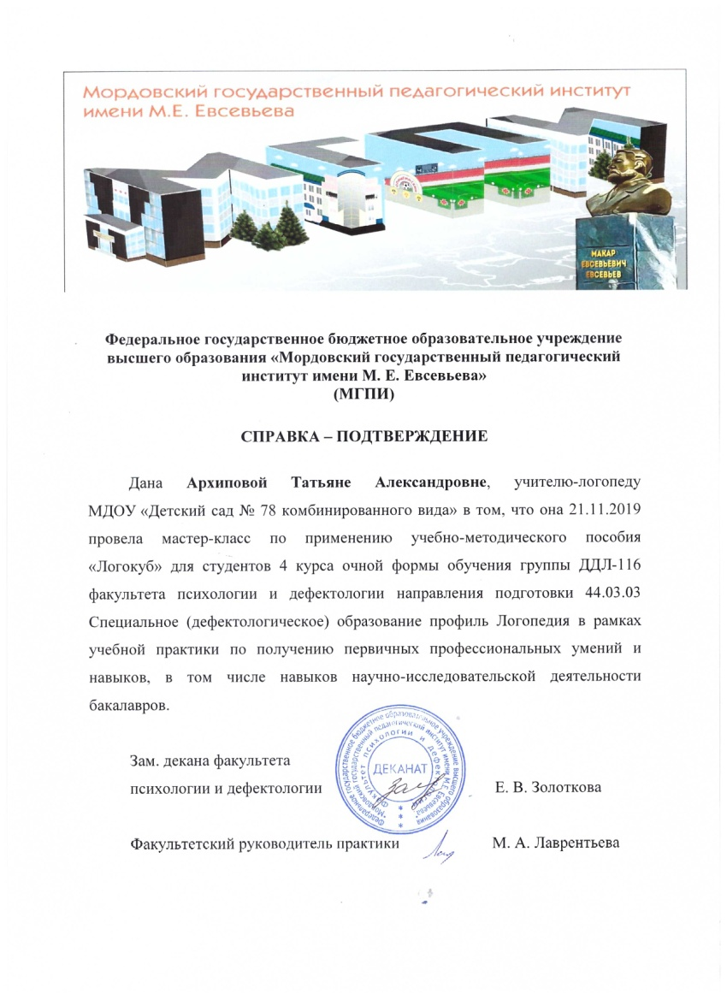 Мордовский государственный педагогический институт
имени М.Е. Евсевьева
МАКАР
ЕВСЕВЬЕВИЧ
ЕВСЕВЬЕВ
Федеральное государственное бюджетное образовательное учреждение
высшего образования «Мордовский государственный педагогический
институт имени М. Е. Евсевьева»
(МГПИ)
СПРАВКА – ПОДТВЕРЖДЕНИЕ
Дана Архиповой Татьяне Александровне, учителю-логопеду
МДОУ «Детский сад № 78 комбинированного вида» в том, что она 21.11.2019
провела мастер-класс по применению учебно-методического пособия
«Логокуб» для студентов 4 курса очной формы обучения группы ДДЛ-116
факультета психологии и дефектологии направления подготовки 44.03.03
Специальное (дефектологическое) образование профиль Логопедия в рамках
учебной практики по получению первичных профессиональных умений и
навыков, в том числе навыков научно-исследовательской деятельности
бакалавров.
Федеральное государственное бюджетное образовательное учреждение высшего образования
"Мордовский государственный педагогический институт имени М.Е. Евсевьева"
Факультет психологии и дефектологии
ДЕКАНАТ
Зам. декана факультета
психологии и дефектологии Е. В. Золоткова
Факультетский руководитель практики М. А. Лаврентьева